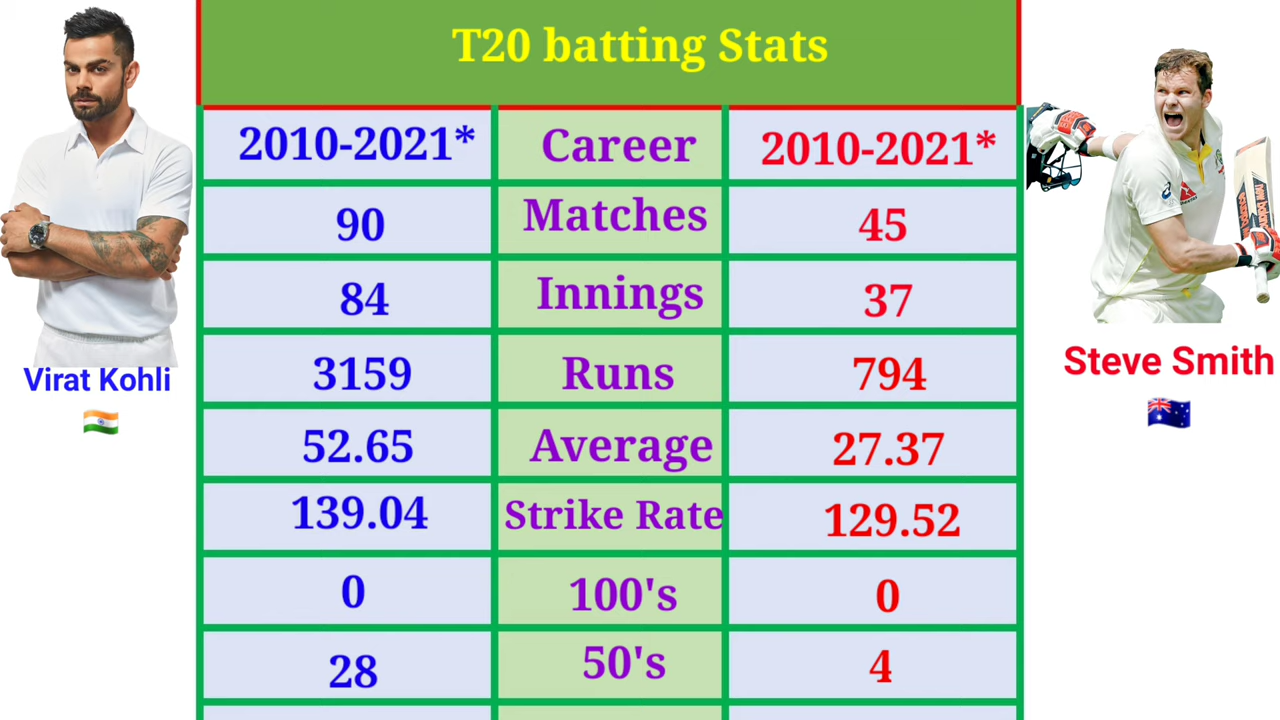 T20 batting Stats
2010-2021* Career 2010-2021*
90 Matches 45
84 Innings 37
3159 Runs 794
52.65 Average 27.37
139.04 Strike Rate 129.52
0 100's 0
28 50's 4
Virat Kohli
Steve Smith